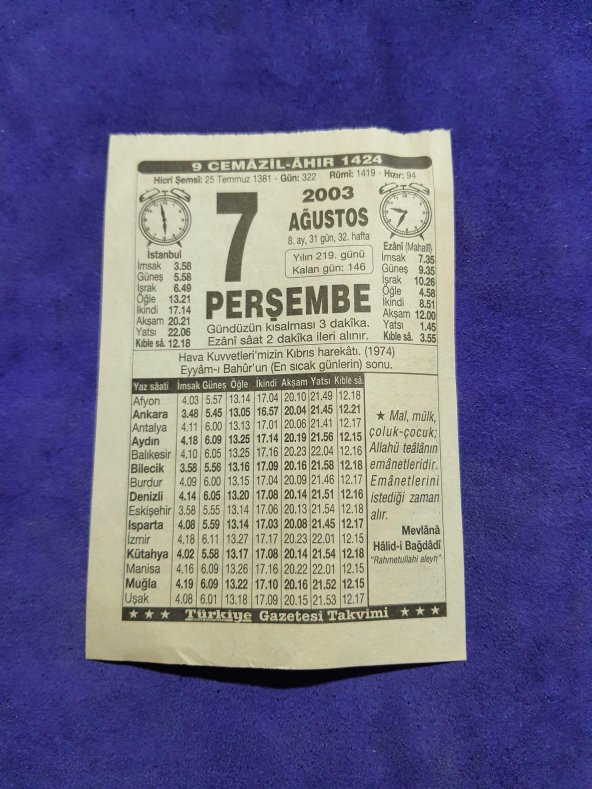 9 CEMÂZİL-ÂHIR 1424
Hicrî Şemsî: 25 Temmuz 1381 - Gün: 322 Rûmî: 1419 - Hızır: 94
7
2003
AĞUSTOS
8. ay, 31 gün, 32. hafta
Yılın 219. günü
Kalan gün: 146
PERŞEMBE
Gündüzün kısalması 3 dakîka.
Ezânî sâat 2 dakîka ileri alınır.
İstanbul
İmsak 3.58
Güneş 5.58
İşrak 6.49
Öğle 13.21
İkindi 17.14
Akşam 20.21
Yatsı 22.06
Kıble sâ. 12.18
Ezanî (Mahallî)
İmsak 7.35
Güneş 9.35
İşrak 10.26
Öğle 4.58
İkindi 8.51
Akşam 12.00
Yatsı 1.45
Kıble sâ. 3.55
Hava Kuvvetleri'mizin Kıbrıs harekâtı. (1974)
Eyyâm-ı Bahûr'un (En sıcak günlerin) sonu.
Yaz sâati İmsak Güneş Öğle İkindi Akşam Yatsı Kıble sâ.
Afyon 4.03 5.57 13.14 17.04 20.10 21.49 12.18
Ankara 3.48 5.45 13.05 16.57 20.04 21.45 12.21
Antalya 4.11 6.00 13.13 17.01 20.06 21.41 12.17
Aydın 4.18 6.09 13.25 17.14 20.19 21.56 12.15
Balıkesir 4.10 6.05 13.25 17.16 20.23 22.04 12.16
Bilecik 3.58 5.56 13.16 17.09 20.16 21.58 12.18
Burdur 4.09 6.00 13.15 17.04 20.09 21.46 12.17
Denizli 4.14 6.05 13.20 17.08 20.14 21.51 12.16
Eskişehir 3.58 5.55 13.14 17.06 20.13 21.54 12.18
Isparta 4.08 5.59 13.14 17.03 20.08 21.45 12.17
İzmir 4.18 6.11 13.27 17.17 20.23 22.01 12.15
Kütahya 4.02 5.58 13.17 17.08 20.14 21.54 12.18
Manisa 4.16 6.09 13.26 17.16 20.22 22.01 12.15
Muğla 4.19 6.09 13.22 17.10 20.16 21.52 12.15
Uşak 4.08 6.01 13.18 17.09 20.15 21.53 12.17
★ Mal, mülk,
çoluk-çocuk;
Allahü teâlânın
emânetleridir.
Emânetlerini
istediği zaman
alır.
Mevlânâ
Hâlid-i Bağdâdî
"Rahmetullahi aleyh"
★ ★ ★ Türkiye Gazetesi Takvimi ★ ★ ★